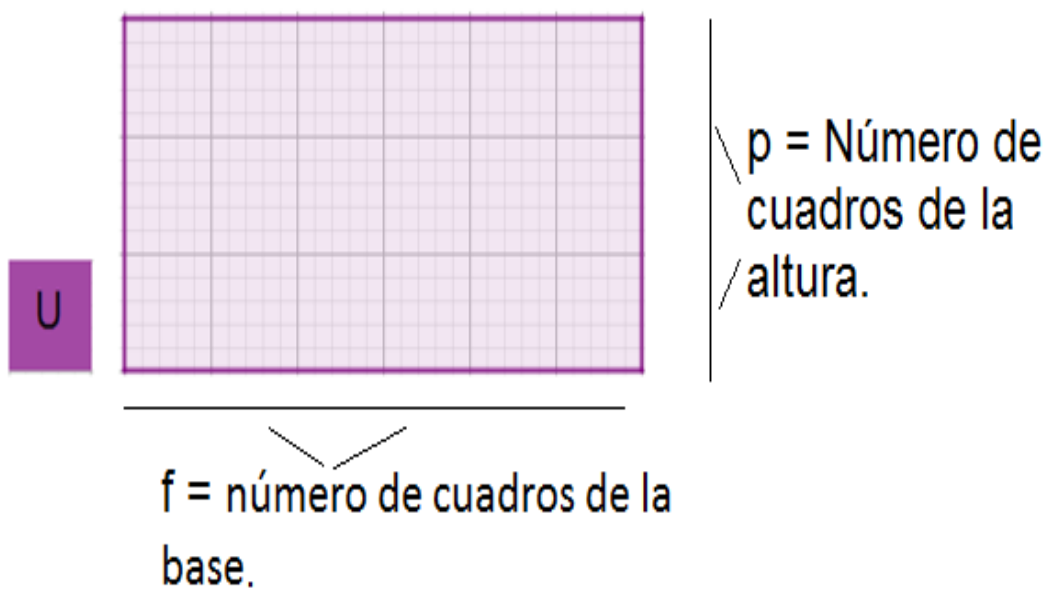 p = Número de
cuadros de la
altura.
U
f = número de cuadros de la
base.